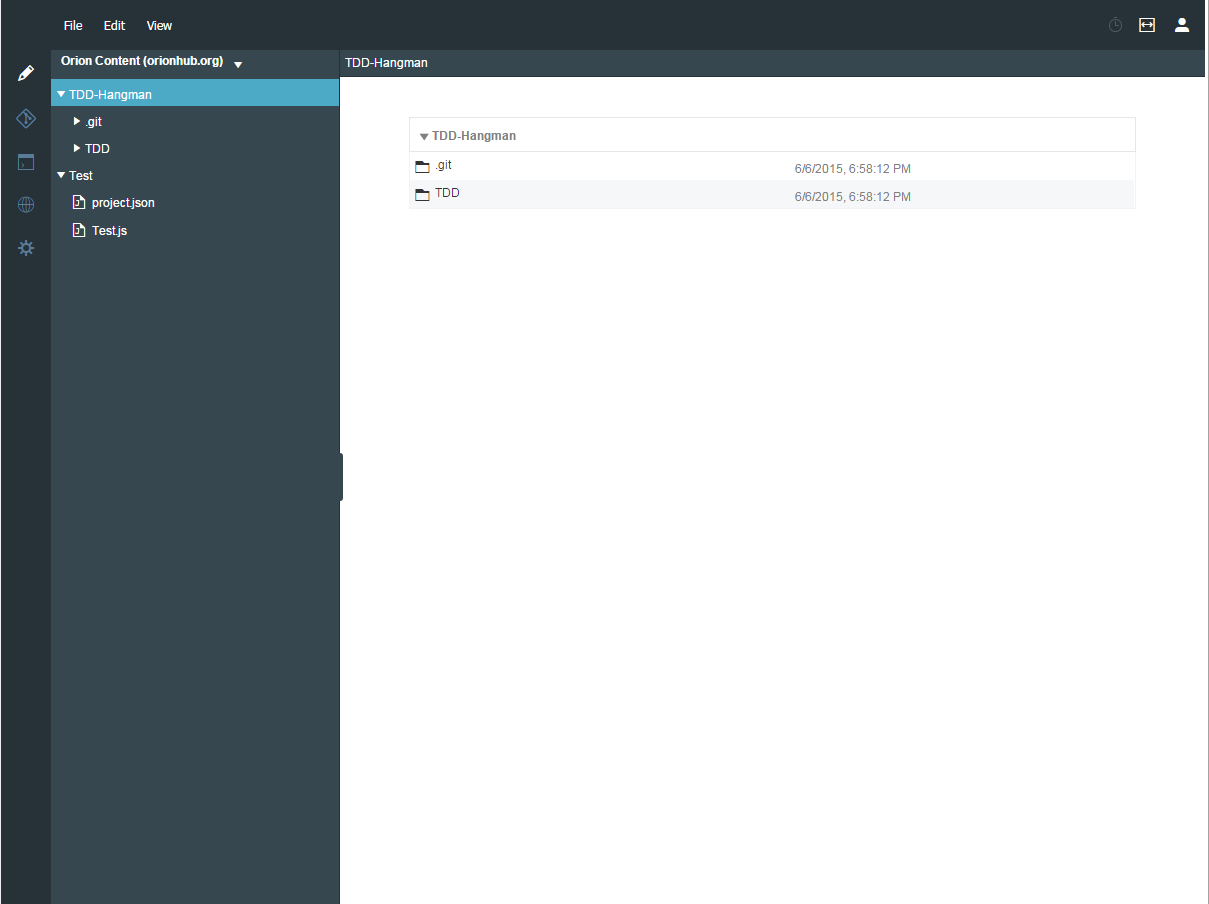 File Edit View
Orion Content (orionhub.org)
TDD-Hangman
.git
TDD
Test
project.json
Test.js
TDD-Hangman
TDD-Hangman
.git 6/6/2015, 6:58:12 PM
TDD 6/6/2015, 6:58:12 PM